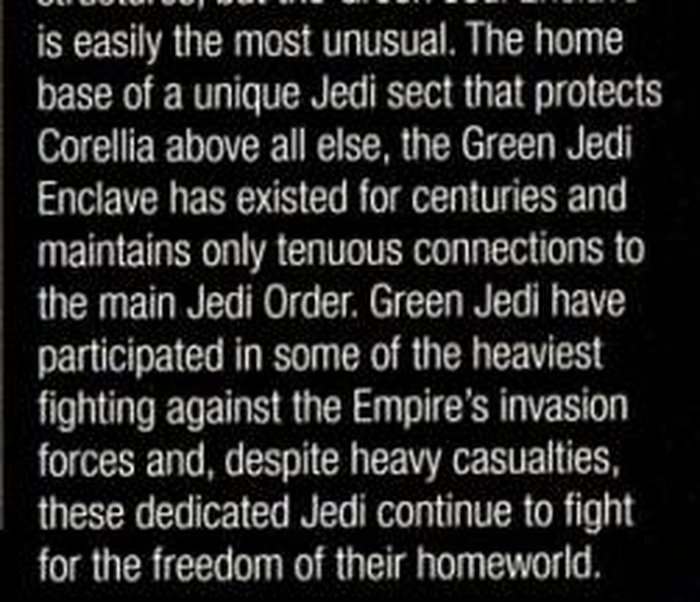 is easily the most unusual. The home
base of a unique Jedi sect that protects
Corellia above all else, the Green Jedi
Enclave has existed for centuries and
maintains only tenuous connections to
the main Jedi Order. Green Jedi have
participated in some of the heaviest
fighting against the Empire's invasion
forces and, despite heavy casualties,
these dedicated Jedi continue to fight
for the freedom of their homeworld.